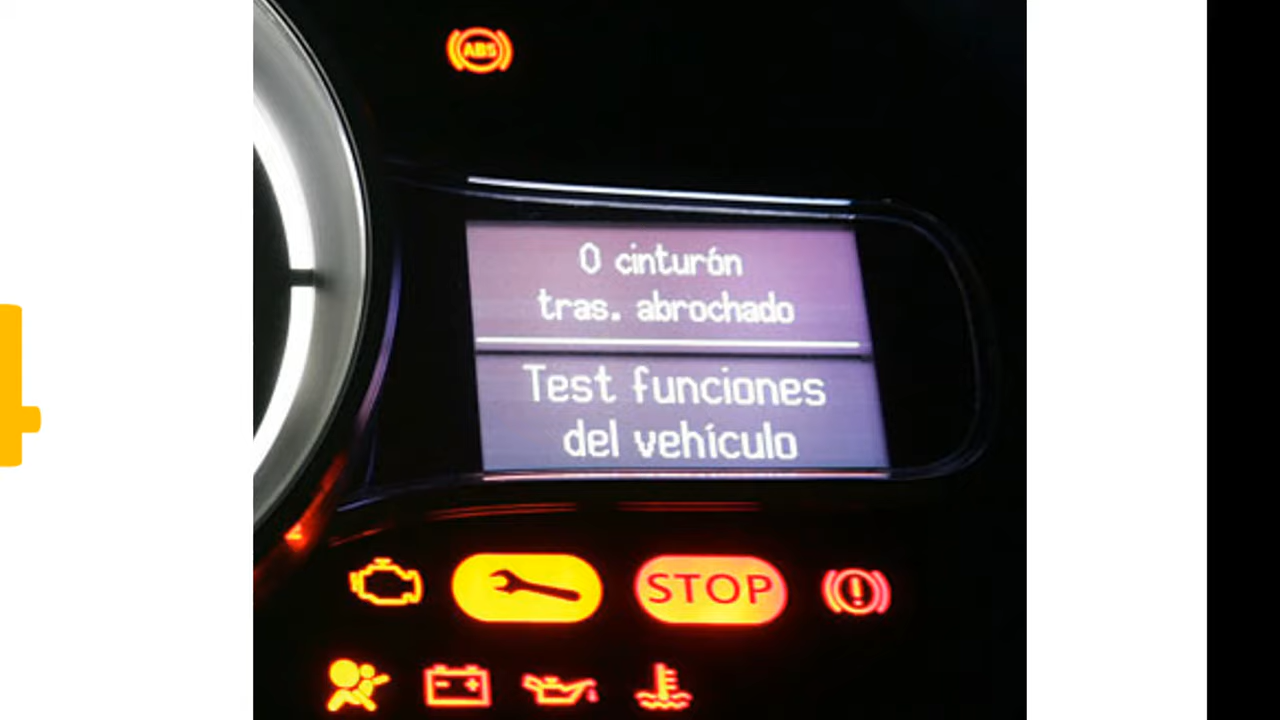 ABS
0 cinturón
tras. abrochado
Test funciones
del vehículo
STOP